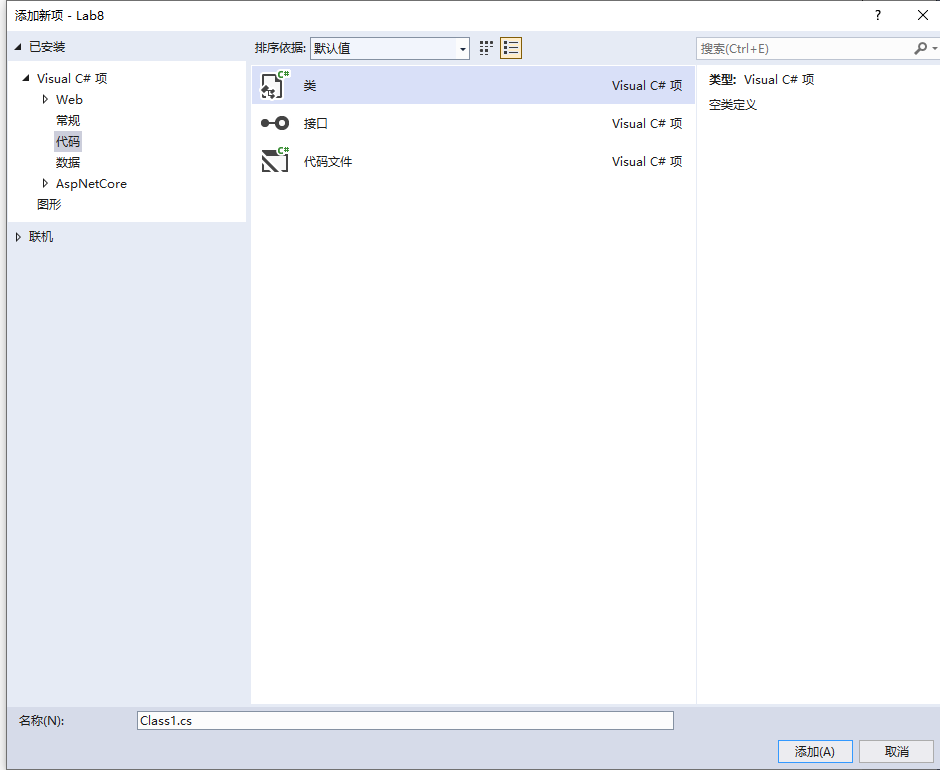 添加新项 - Lab8
?
已安装
排序依据: 默认值
搜索(Ctrl+E)
Visual C# 项
Web
常规
代码
数据
AspNetCore
图形
联机
C#
类 Visual C# 项
接口 Visual C# 项
C#
代码文件 Visual C# 项
类型: Visual C# 项
空类定义
名称(N): Class1.cs
添加(A) 取消